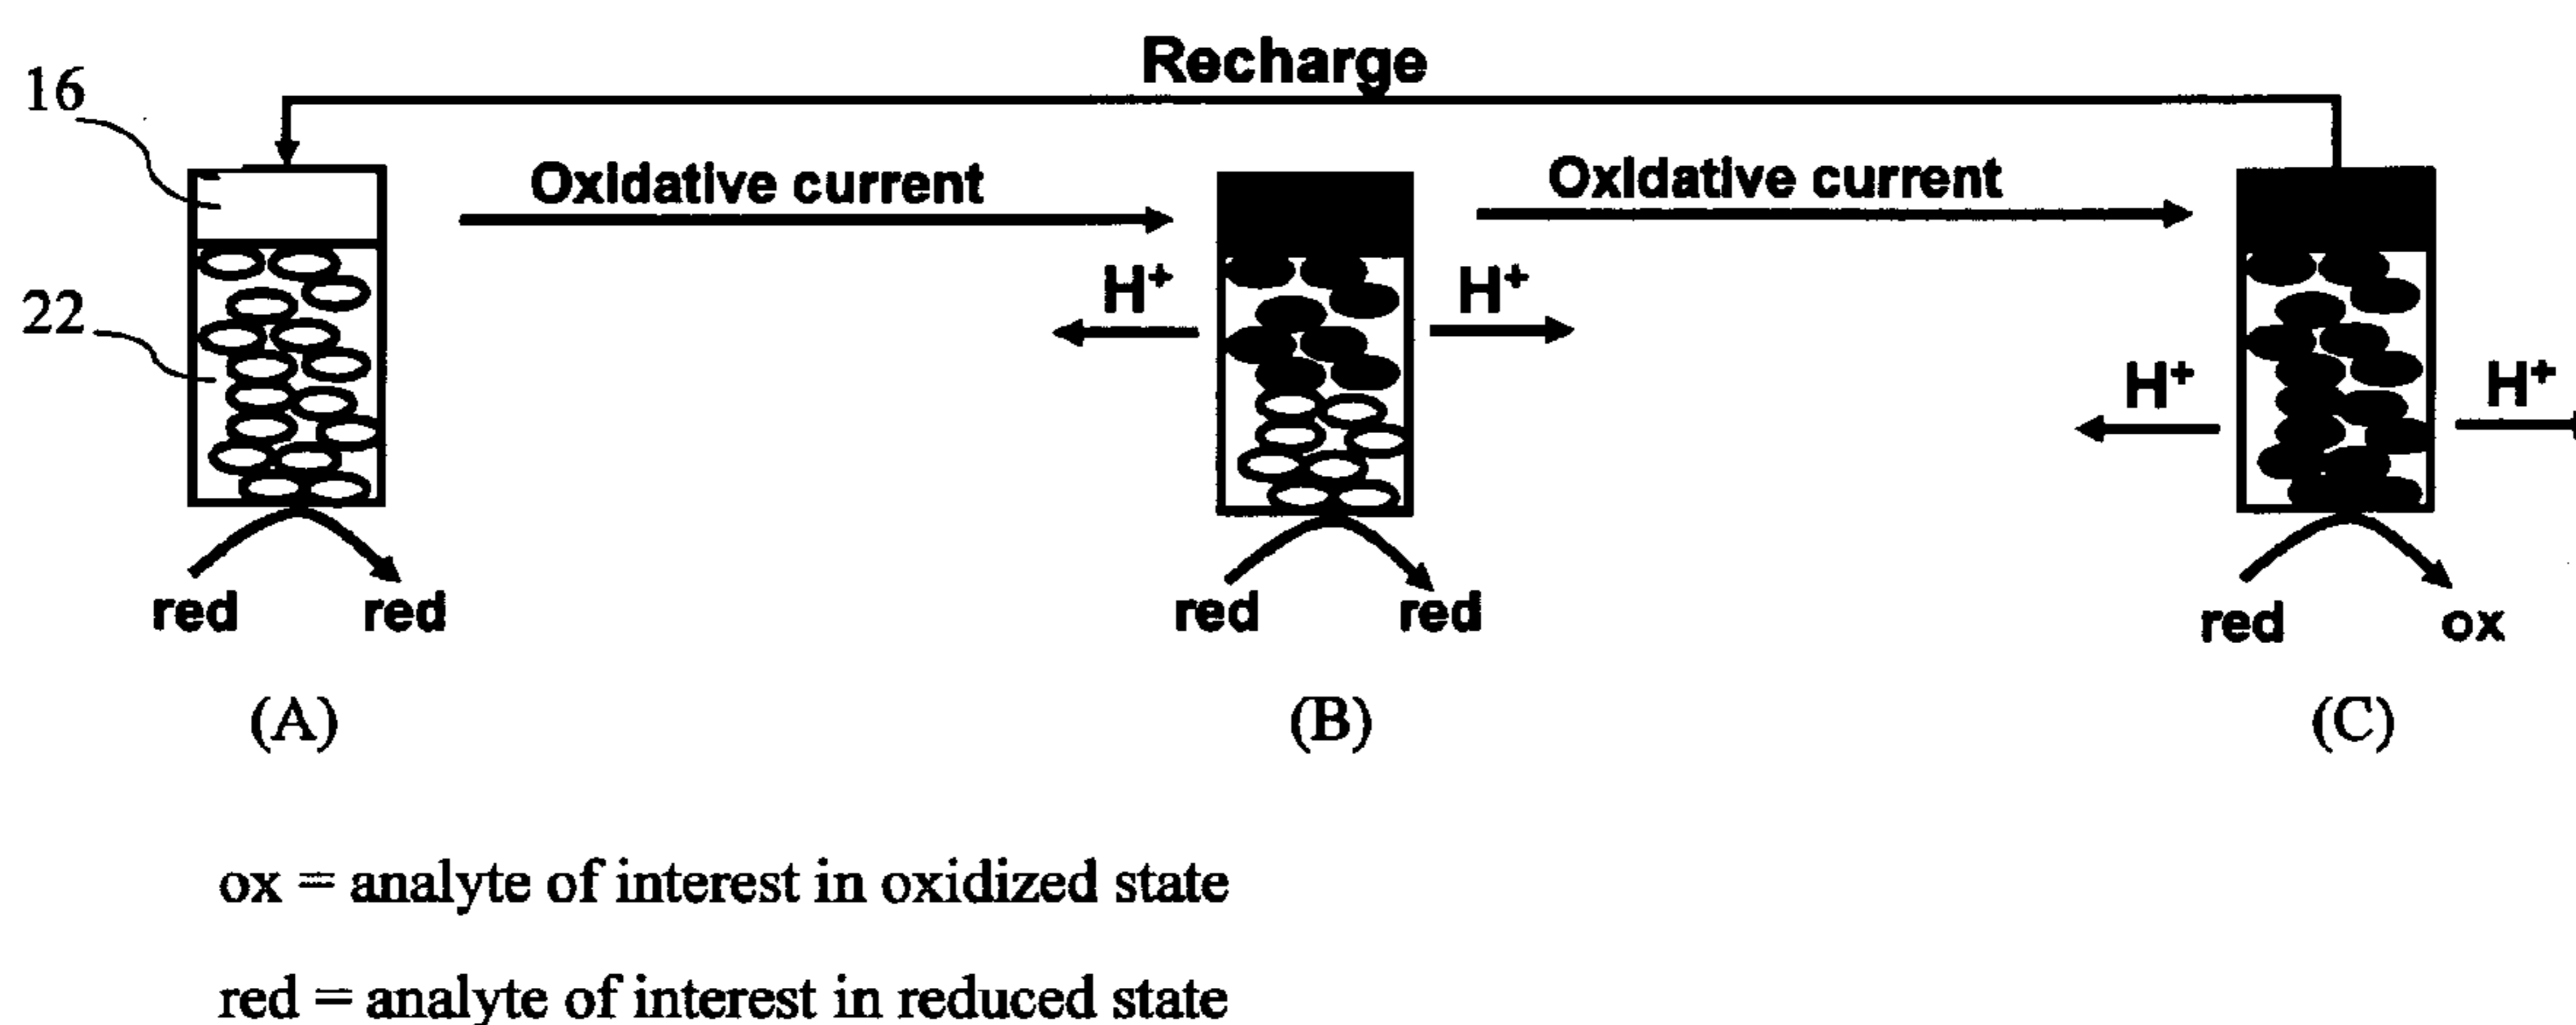 Recharge
16
Oxidative current
Oxidative current
H+
H+
22
H+
H+
red
red
red
red
red
ox
(A)
(B)
(C)
ox = analyte of interest in oxidized state
red = analyte of interest in reduced state